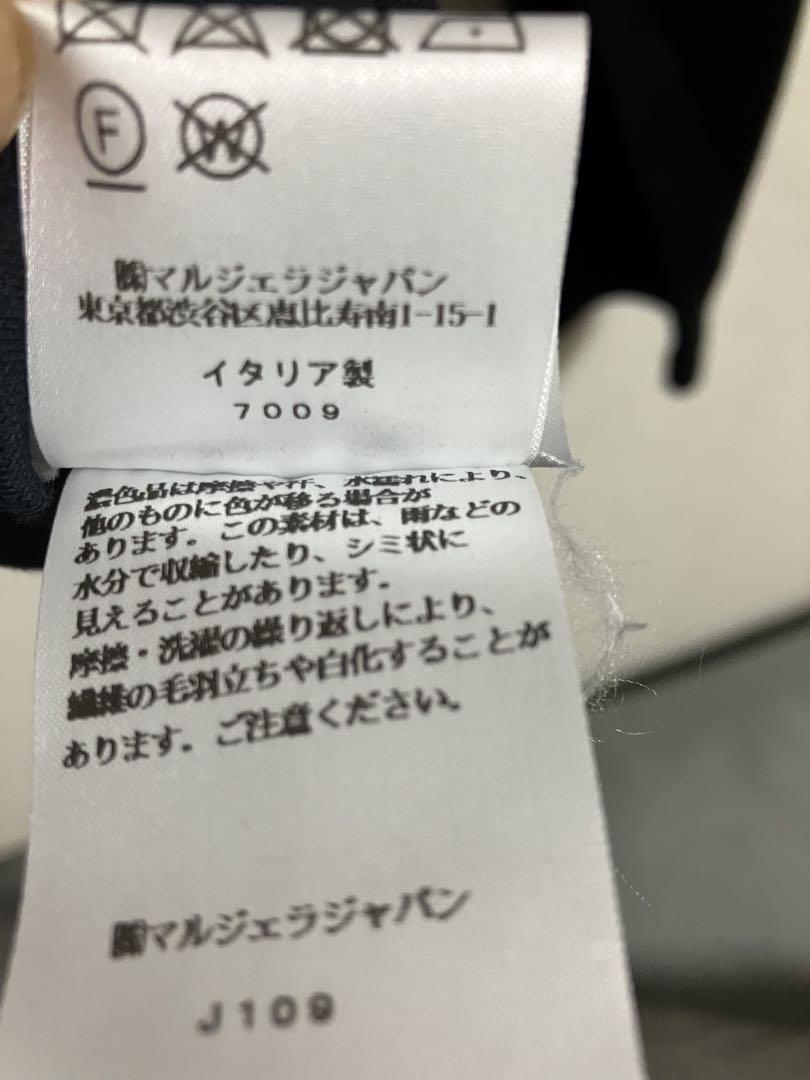 F
W
㈱マルジェラジャパン
東京都渋谷区恵比寿南1-15-1
イタリア製
7009
濃色品は摩擦や汗、水濡れにより、
他のものに色が移る場合が
あります。この素材は、雨などの
水分で収縮したり、シミ状に
見えることがあります。
摩擦・洗濯の繰り返しにより、
繊維の毛羽立ちや白化することが
あります。ご注意ください。
㈱マルジェラジャパン
J109